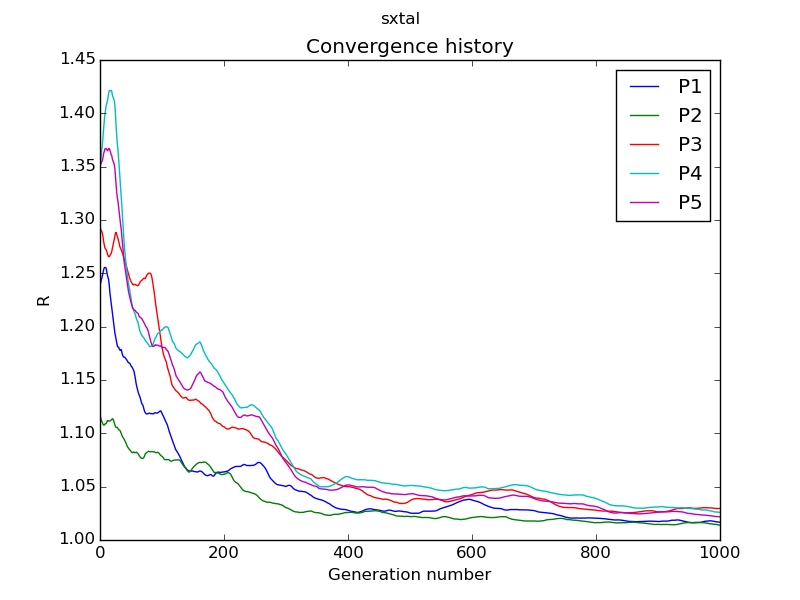 sxtal
Convergence history
1.45
1.40
1.35
1.30
1.25
1.20
1.15
1.10
1.05
1.00
R
P1
P2
P3
P4
P5
0 200 400 600 800 1000
Generation number